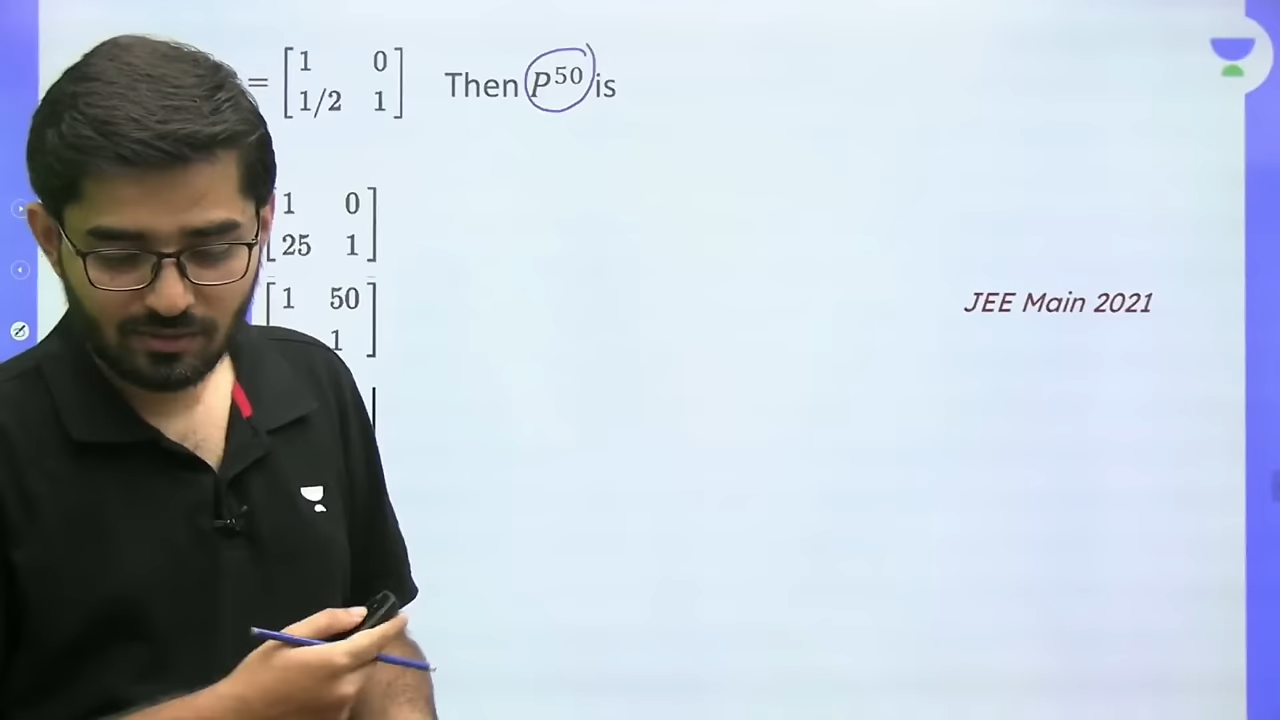 = [1 0
1/2 1] Then P^50 is
[1 0
25 1]
[1 50
1]
JEE Main 2021